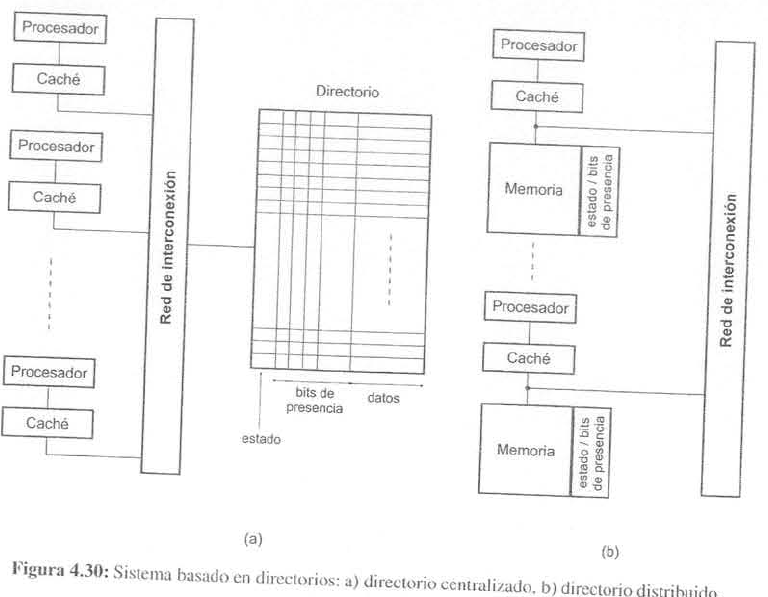 Procesador
Caché
Procesador
Caché
Procesador
Caché
Red de interconexión
Directorio
bits de
presencia
datos
estado
(a)
Procesador
Caché
Memoria
estado / bits
de presencia
Procesador
Caché
Memoria
estado / bits
de presencia
Red de interconexión
(b)
Figura 4.30: Sistema basado en directorios: a) directorio centralizado, b) directorio distribuido